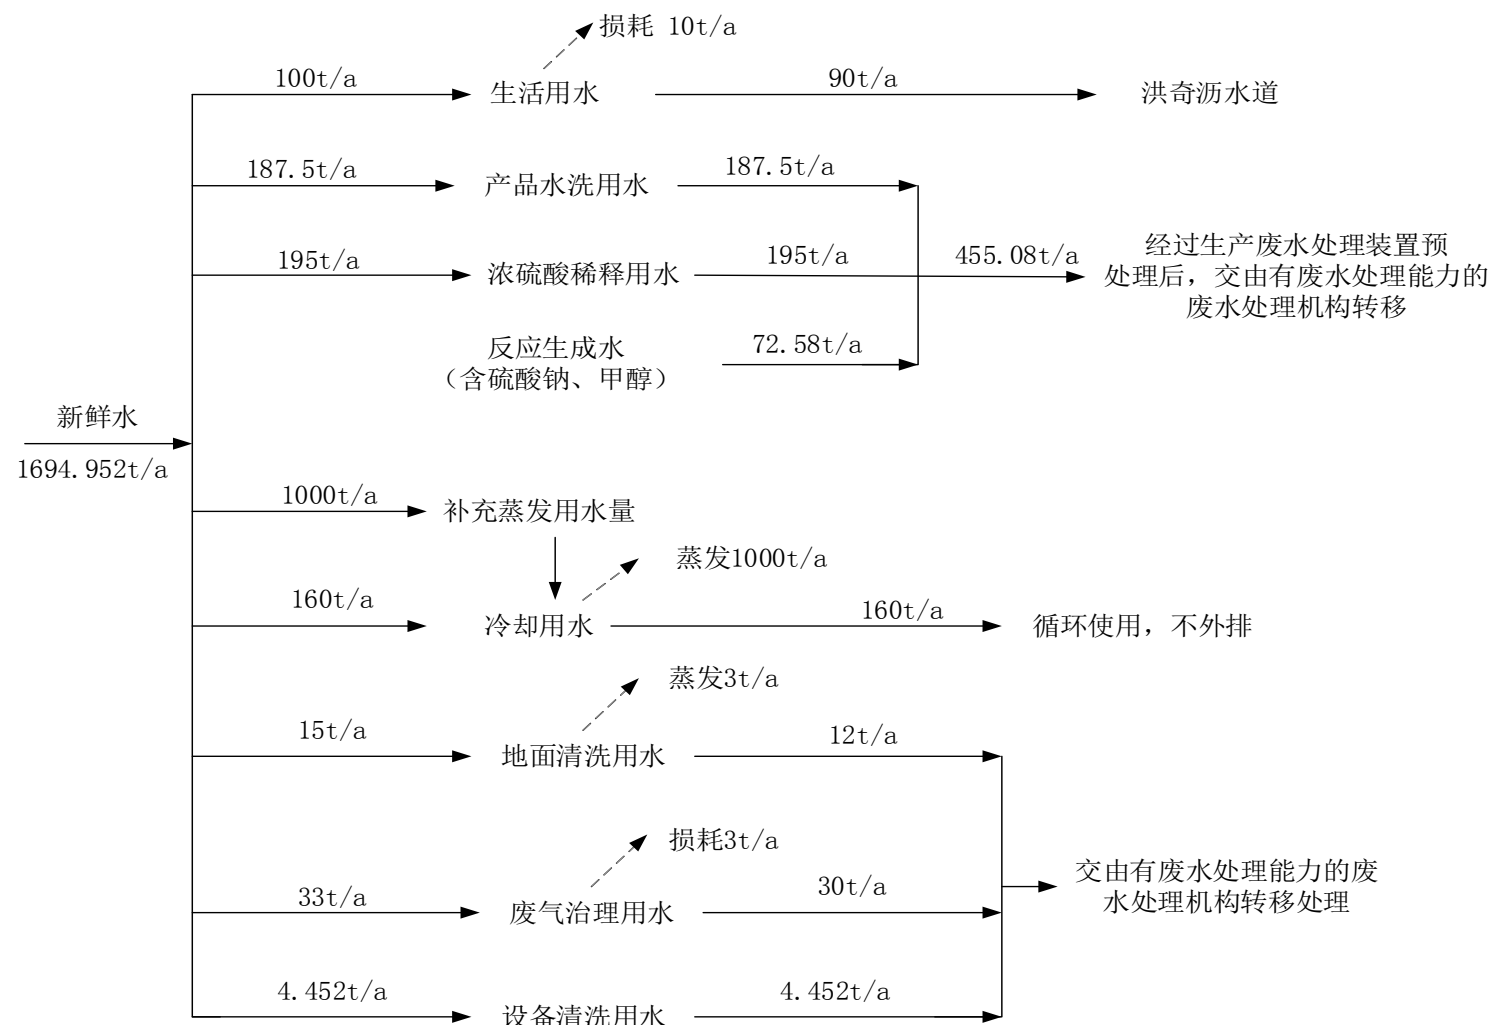 损耗 10t/a
100t/a
生活用水
90t/a
洪奇沥水道
187.5t/a
产品水洗用水
187.5t/a
195t/a
浓硫酸稀释用水
195t/a
455.08t/a
经过生产废水处理装置预
处理后，交由有废水处理能力的
废水处理机构转移
反应生成水
（含硫酸钠、甲醇）
72.58t/a
新鲜水
1694.952t/a
1000t/a
补充蒸发用水量
蒸发1000t/a
160t/a
冷却用水
160t/a
循环使用，不外排
蒸发3t/a
15t/a
地面清洗用水
12t/a
损耗3t/a
33t/a
废气治理用水
30t/a
交由有废水处理能力的废
水处理机构转移处理
4.452t/a
设备清洗用水
4.452t/a